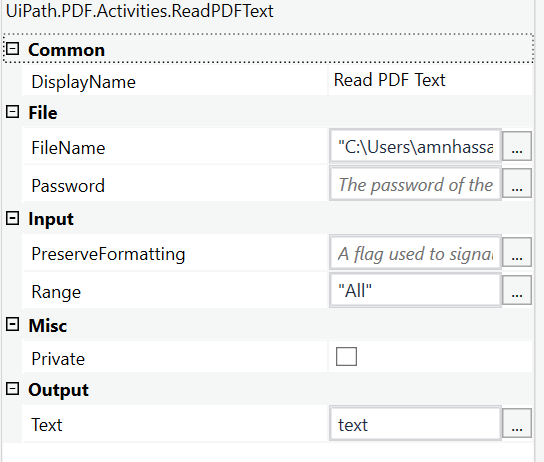 UiPath.PDF.Activities.ReadPDFText
Common
DisplayName Read PDF Text
File
FileName "C:\Users\amnhassa ...
Password The password of the ...
Input
PreserveFormatting A flag used to signal ...
Range "All" ...
Misc
Private
Output
Text text ...